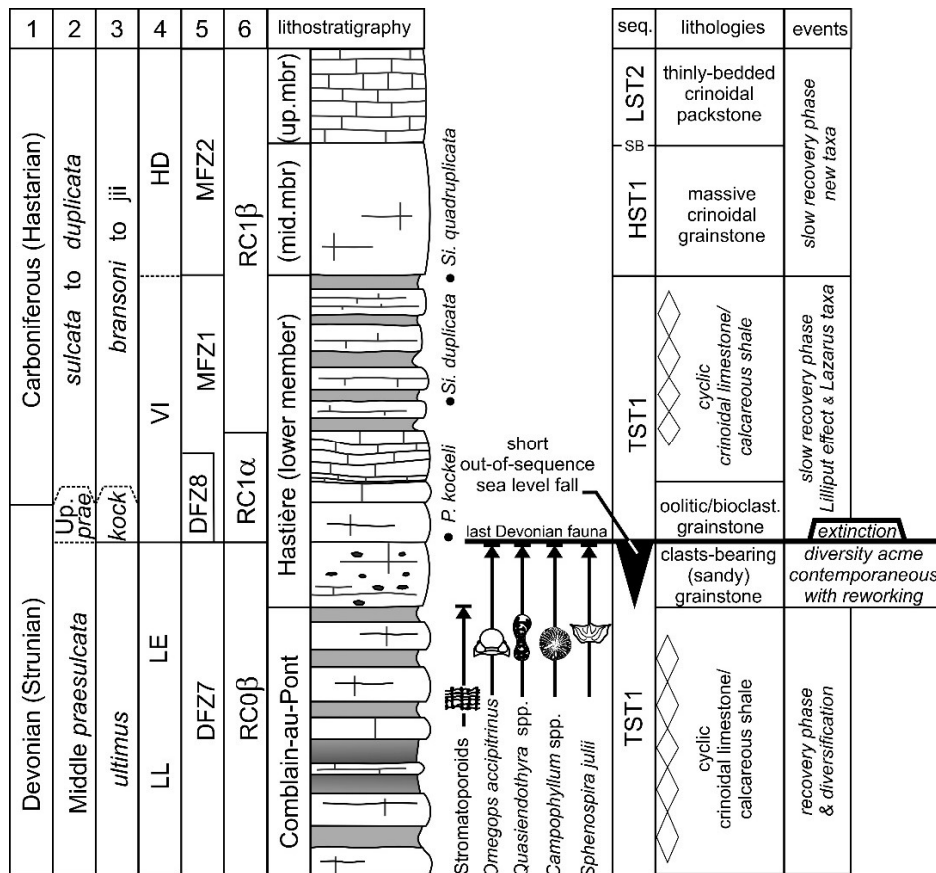 1
2
3
4
5
6
lithostratigraphy
seq.
lithologies
events
Carboniferous (Hastarian)
Devonian (Strunian)
sulcata to duplicata
Up.
prae
Middle praesulcata
bransoni to jii
kock
ultimus
HD
VI
LE
LL
MFZ2
MFZ1
DFZ8
DFZ7
RC1β
RC1α
RC0β
(up.mbr)
(mid.mbr)
Hastière (lower member)
Comblain-au-Pont
Si. quadruplicata
Si. duplicata
P. kockeli
short
out-of-sequence
sea level fall
last Devonian fauna
Stromatoporoids
Omegops accipitrinus
Quasiendothyra spp.
Campophyllum spp.
Sphenospira julii
LST2
SB
HST1
TST1
TST1
thinly-bedded
crinoidal
packstone
massive
crinoidal
grainstone
cyclic
crinoidal limestone/
calcareous shale
oolitic/bioclast.
grainstone
clasts-bearing
(sandy)
grainstone
cyclic
crinoidal limestone/
calcareous shale
slow recovery phase
new taxa
slow recovery phase
Lilliput effect & Lazarus taxa
extinction
diversity acme
contemporaneous
with reworking
recovery phase
& diversification